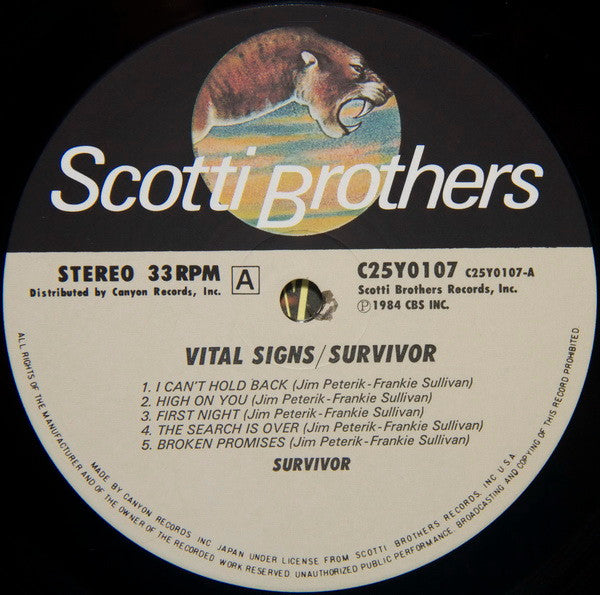 Scotti Brothers
STEREO 33 RPM A
Distributed by Canyon Records, Inc.
C25Y0107 C25Y0107-A
Scotti Brothers Records, Inc.
Ⓟ1984 CBS INC.
VITAL SIGNS/SURVIVOR
1. I CAN'T HOLD BACK (Jim Peterik-Frankie Sullivan)
2. HIGH ON YOU (Jim Peterik-Frankie Sullivan)
3. FIRST NIGHT (Jim Peterik-Frankie Sullivan)
4. THE SEARCH IS OVER (Jim Peterik-Frankie Sullivan)
5. BROKEN PROMISES (Jim Peterik-Frankie Sullivan)
SURVIVOR
MADE BY CANYON RECORDS INC JAPAN UNDER LICENSE FROM SCOTTI BROTHERS RECORDS, INC U.S.A.
ALL RIGHTS OF THE MANUFACTURER AND OF THE OWNER OF THE RECORDED WORK RESERVED UNAUTHORIZED PUBLIC PERFORMANCE, BROADCASTING AND COPYING OF THIS RECORD PROHIBITED.